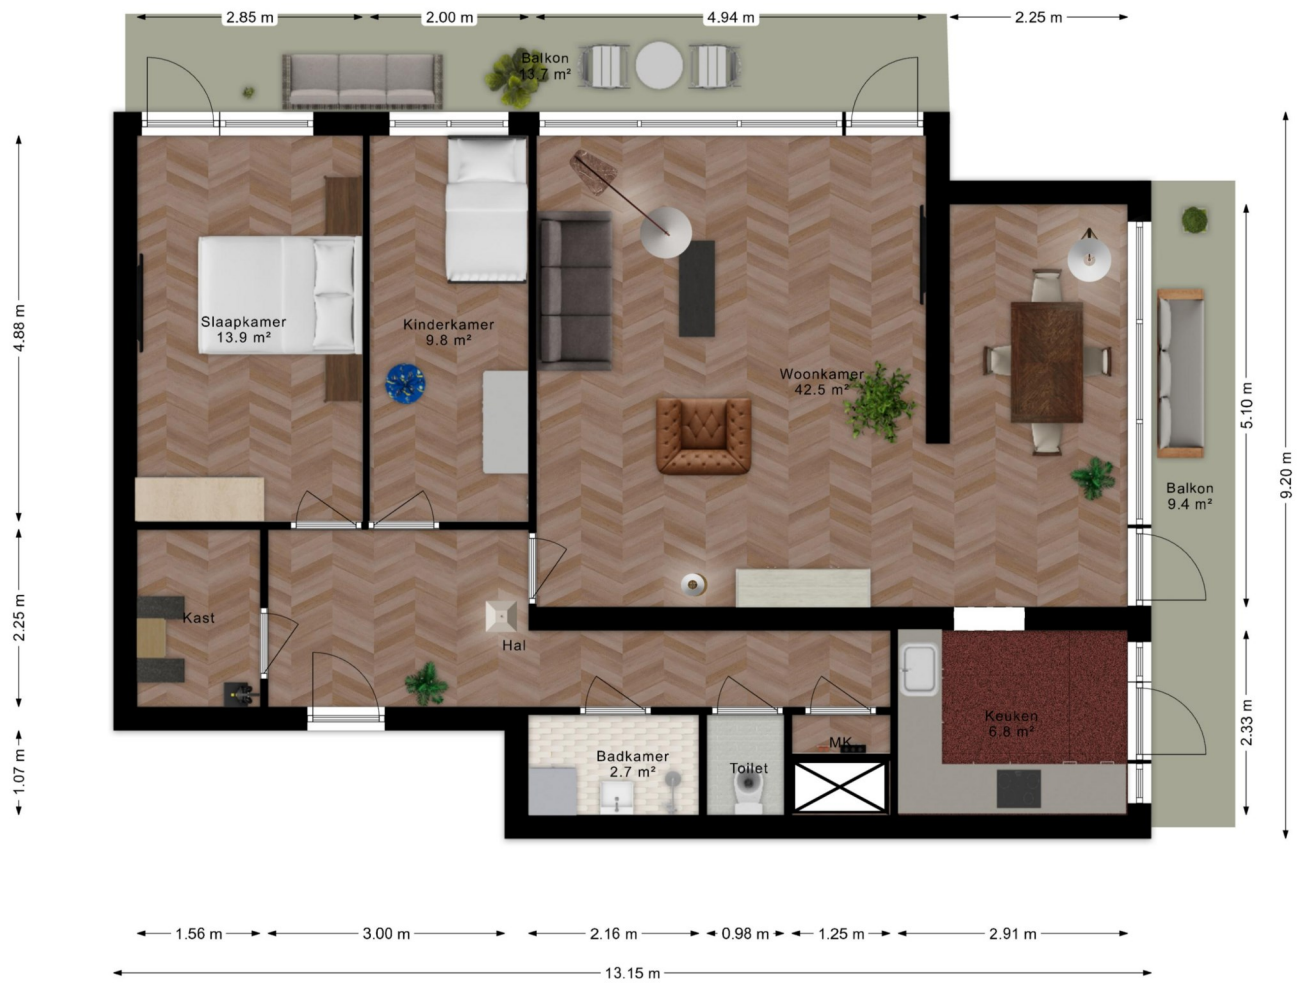 2.85 m
2.00 m
4.94 m
2.25 m
Balkon
13.7 m²
4.88 m
Slaapkamer
13.9 m²
Kinderkamer
9.8 m²
Woonkamer
42.5 m²
5.10 m
9.20 m
Balkon
9.4 m²
2.25 m
Kast
Hal
1.07 m
Badkamer
2.7 m²
Toilet
MK
Keuken
6.8 m²
2.33 m
1.56 m
3.00 m
2.16 m
0.98 m
1.25 m
2.91 m
13.15 m